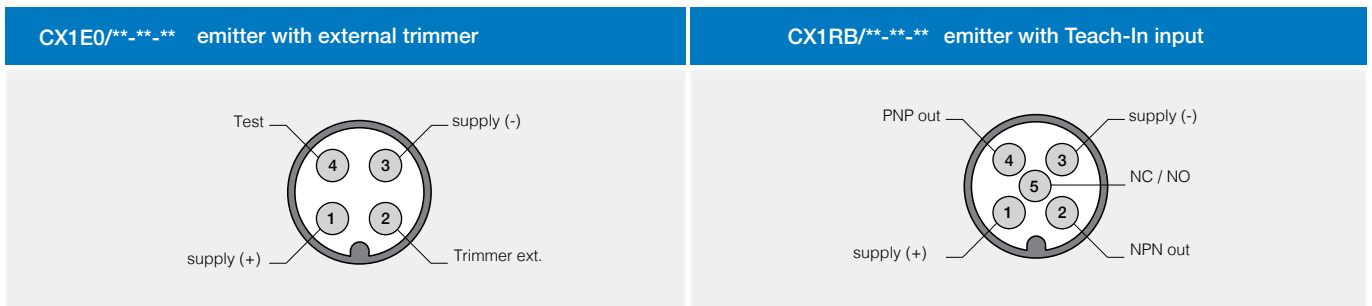 CX1E0/**-**-** emitter with external trimmer
Test
supply (-)
4
3
1
2
supply (+)
Trimmer ext.
CX1RB/**-**-** emitter with Teach-In input
PNP out
supply (-)
4
3
5
NC / NO
1
2
supply (+)
NPN out